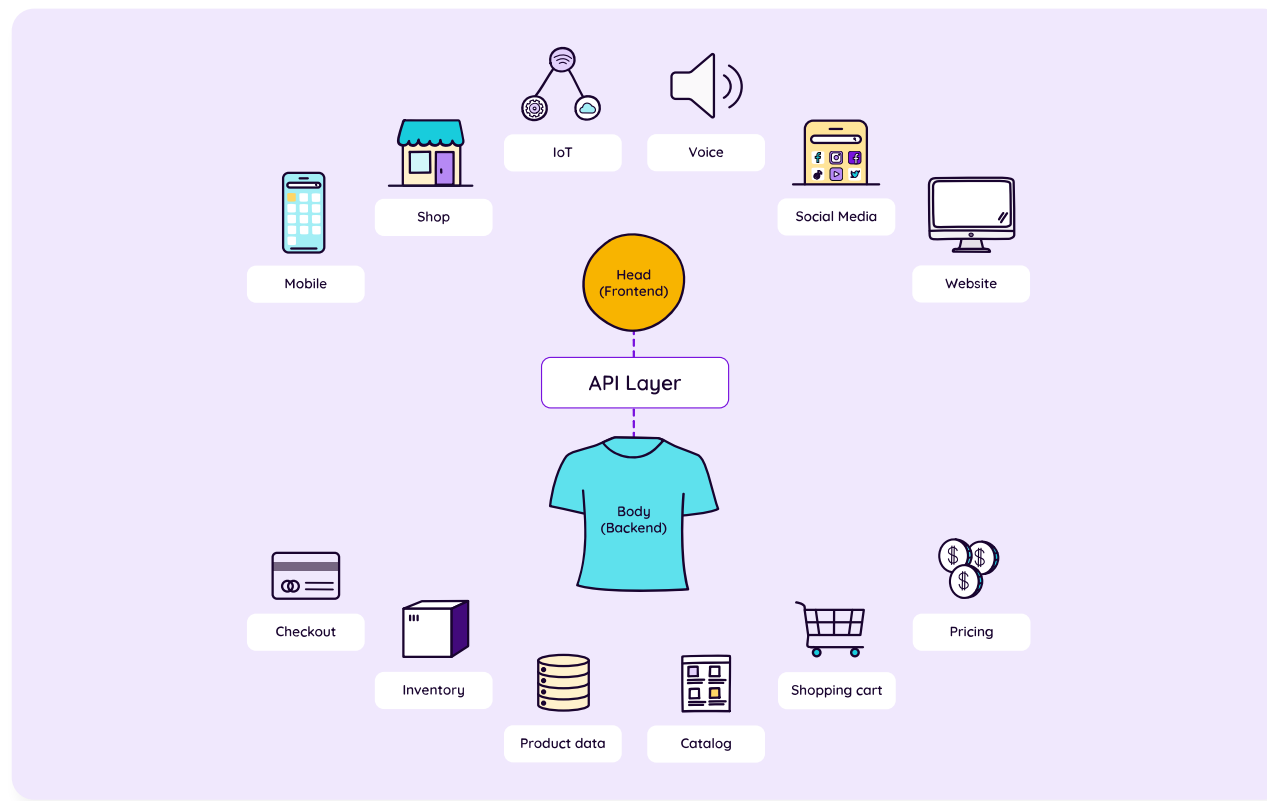 IoT
Voice
Shop
Social Media
Mobile
Website
Head
(Frontend)
API Layer
Body
(Backend)
Checkout
Pricing
Inventory
Shopping cart
Product data
Catalog